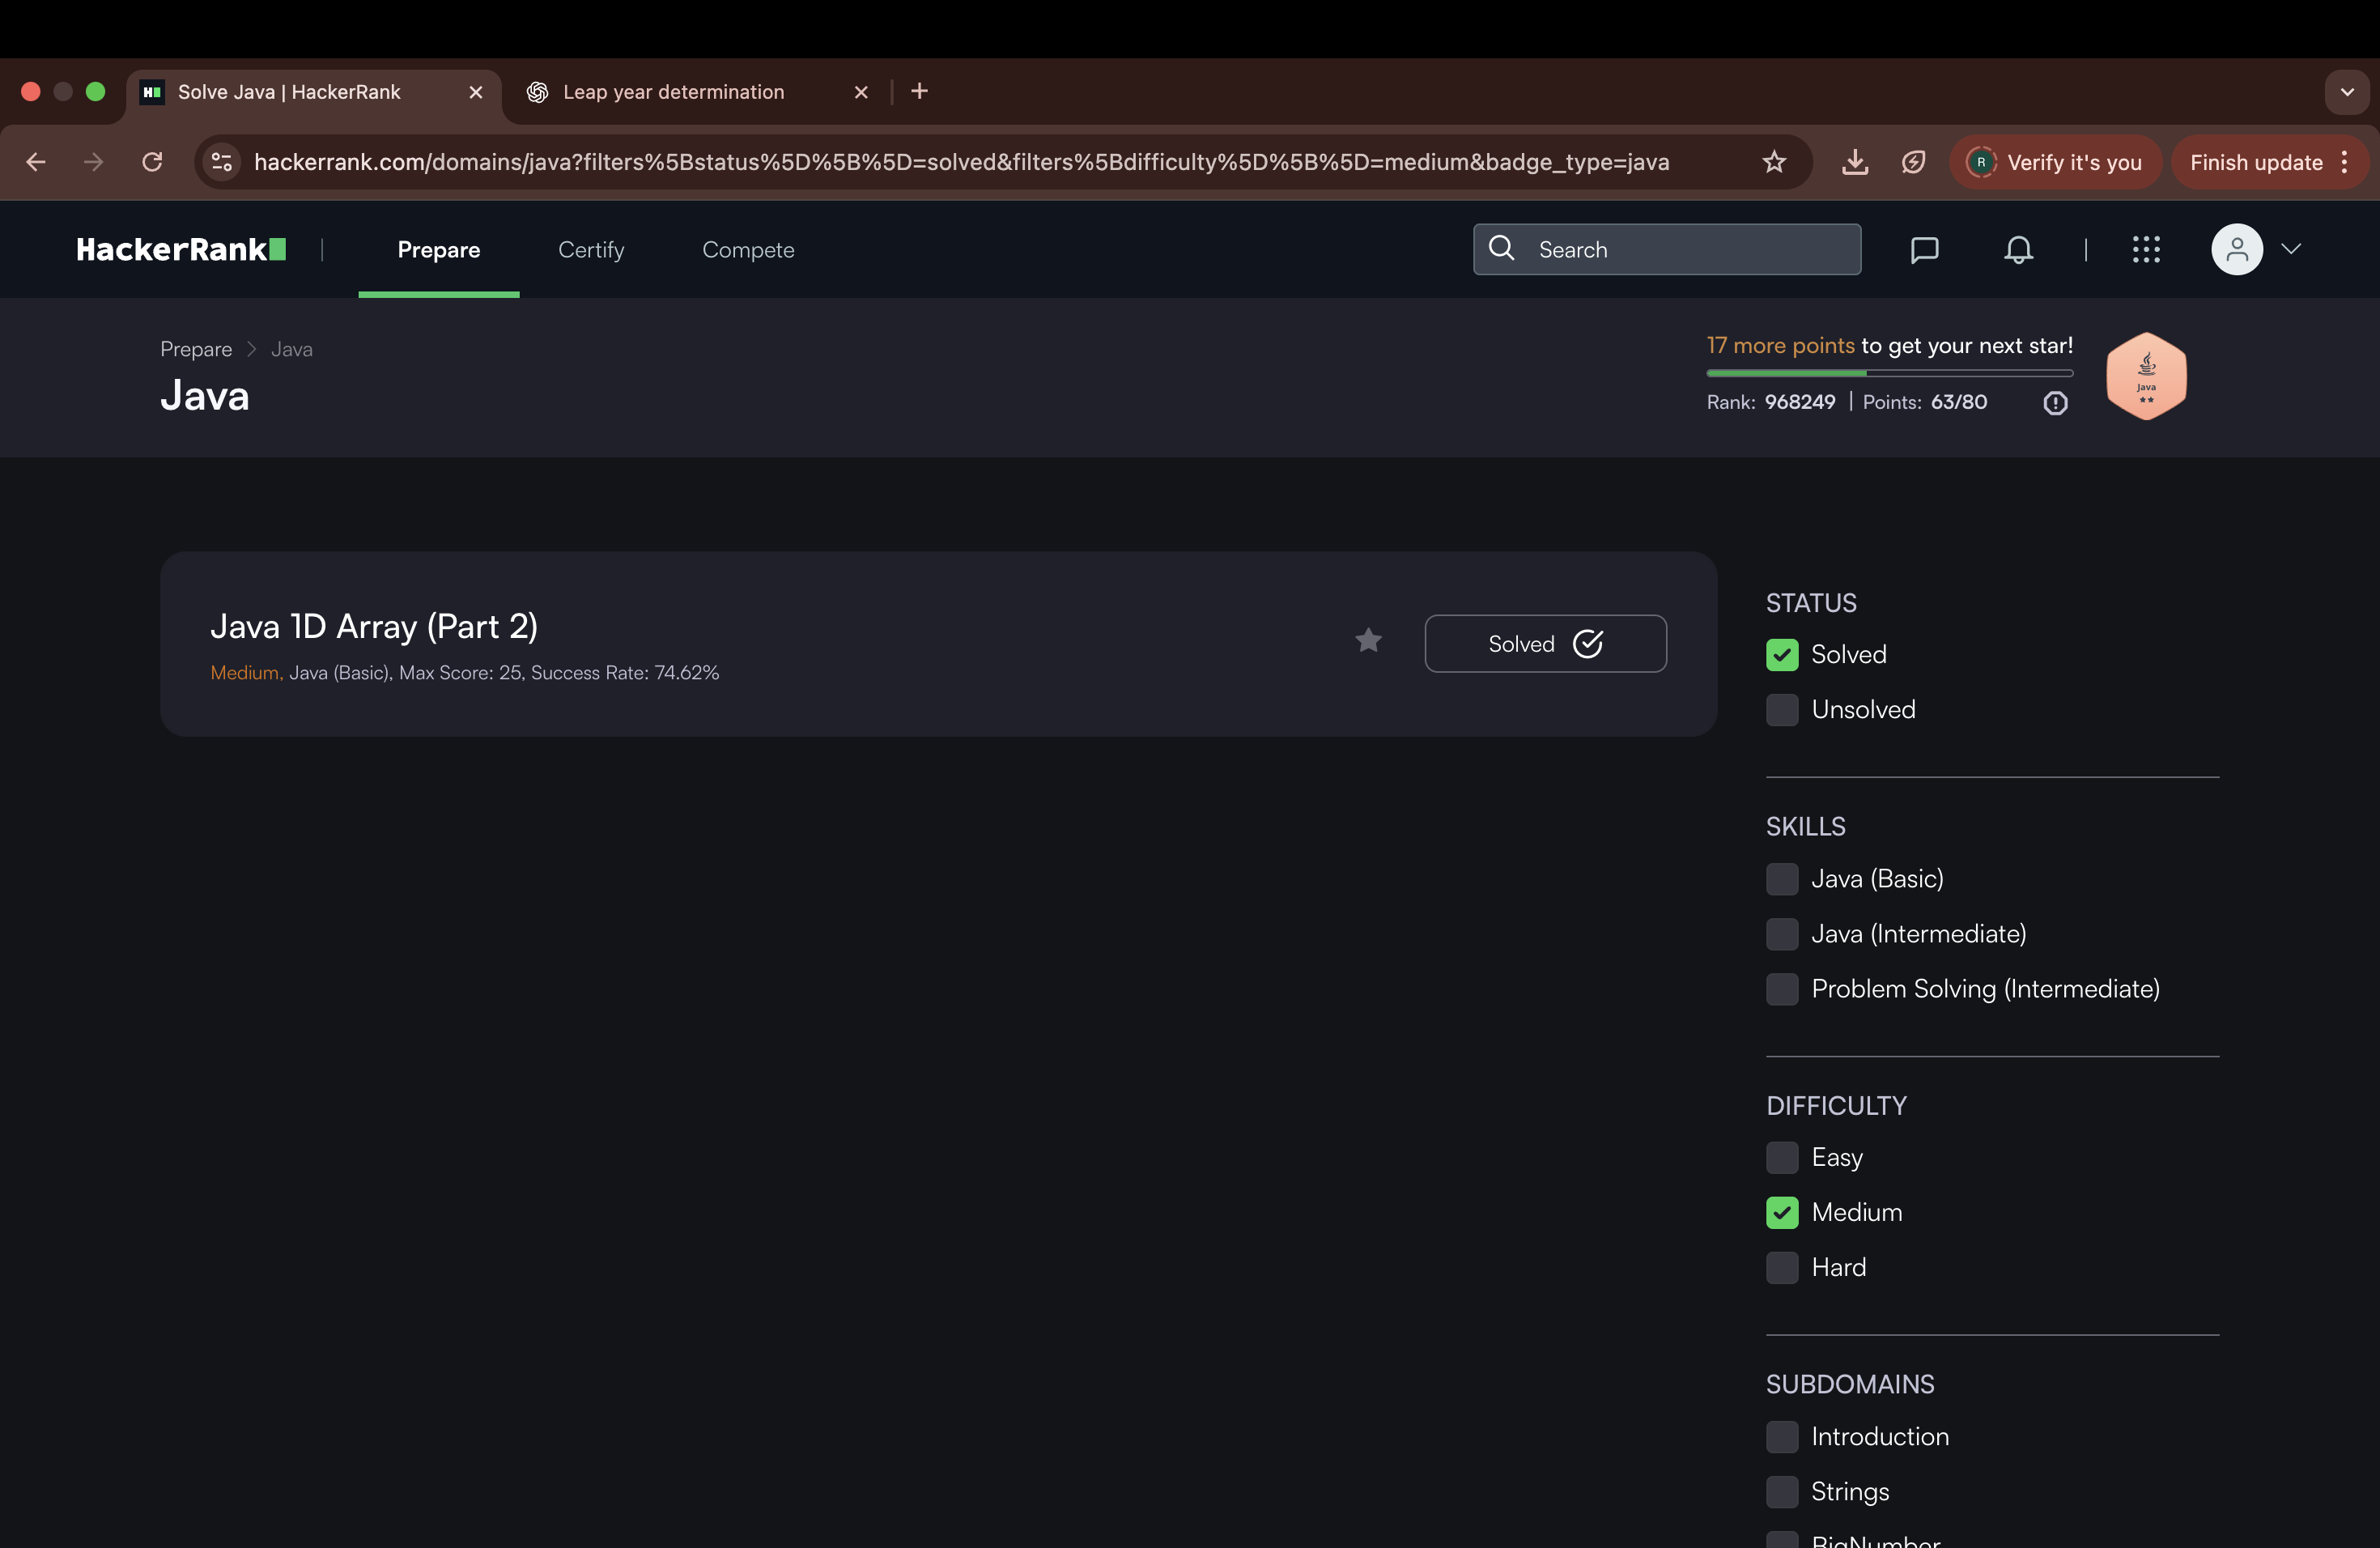 Solve Java | HackerRank
Leap year determination
hackerrank.com/domains/java?filters%5Bstatus%5D%5B%5D=solved&filters%5Bdifficulty%5D%5B%5D=medium&badge_type=java
R Verify it's you
Finish update
HackerRank
Prepare
Certify
Compete
Search
Prepare > Java
Java
17 more points to get your next star!
Rank: 968249 | Points: 63/80
Java
Java 1D Array (Part 2)
Medium, Java (Basic), Max Score: 25, Success Rate: 74.62%
Solved
STATUS
Solved
Unsolved
SKILLS
Java (Basic)
Java (Intermediate)
Problem Solving (Intermediate)
DIFFICULTY
Easy
Medium
Hard
SUBDOMAINS
Introduction
Strings
BigNumber